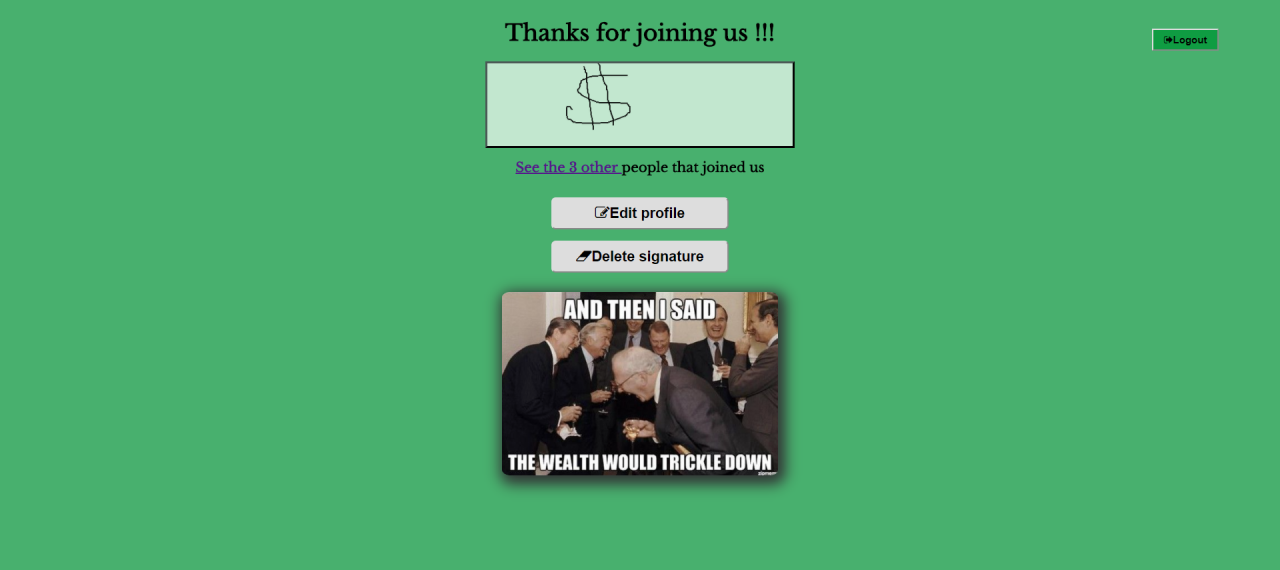 Thanks for joining us !!!
Logout
$
See the 3 other people that joined us
Edit profile
Delete signature
AND THEN I SAID
THE WEALTH WOULD TRICKLE DOWN